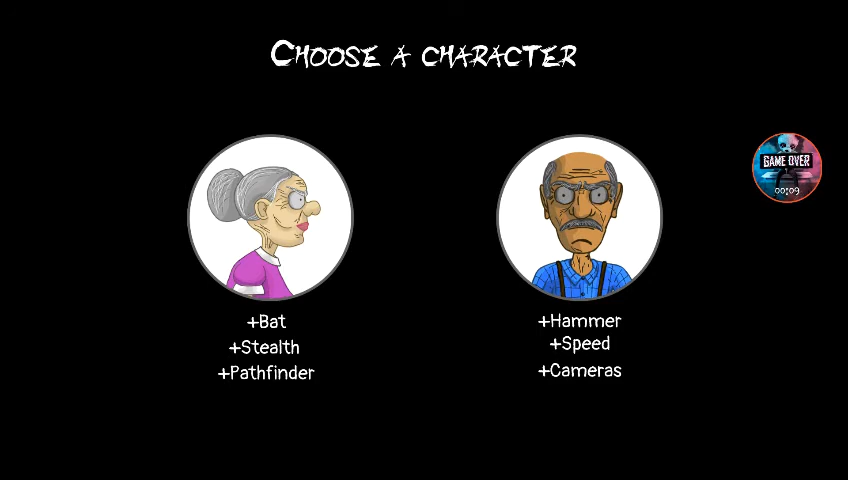 Choose a character
GAME OVER
00:09
+Bat
+Stealth
+Pathfinder
+Hammer
+Speed
+Cameras